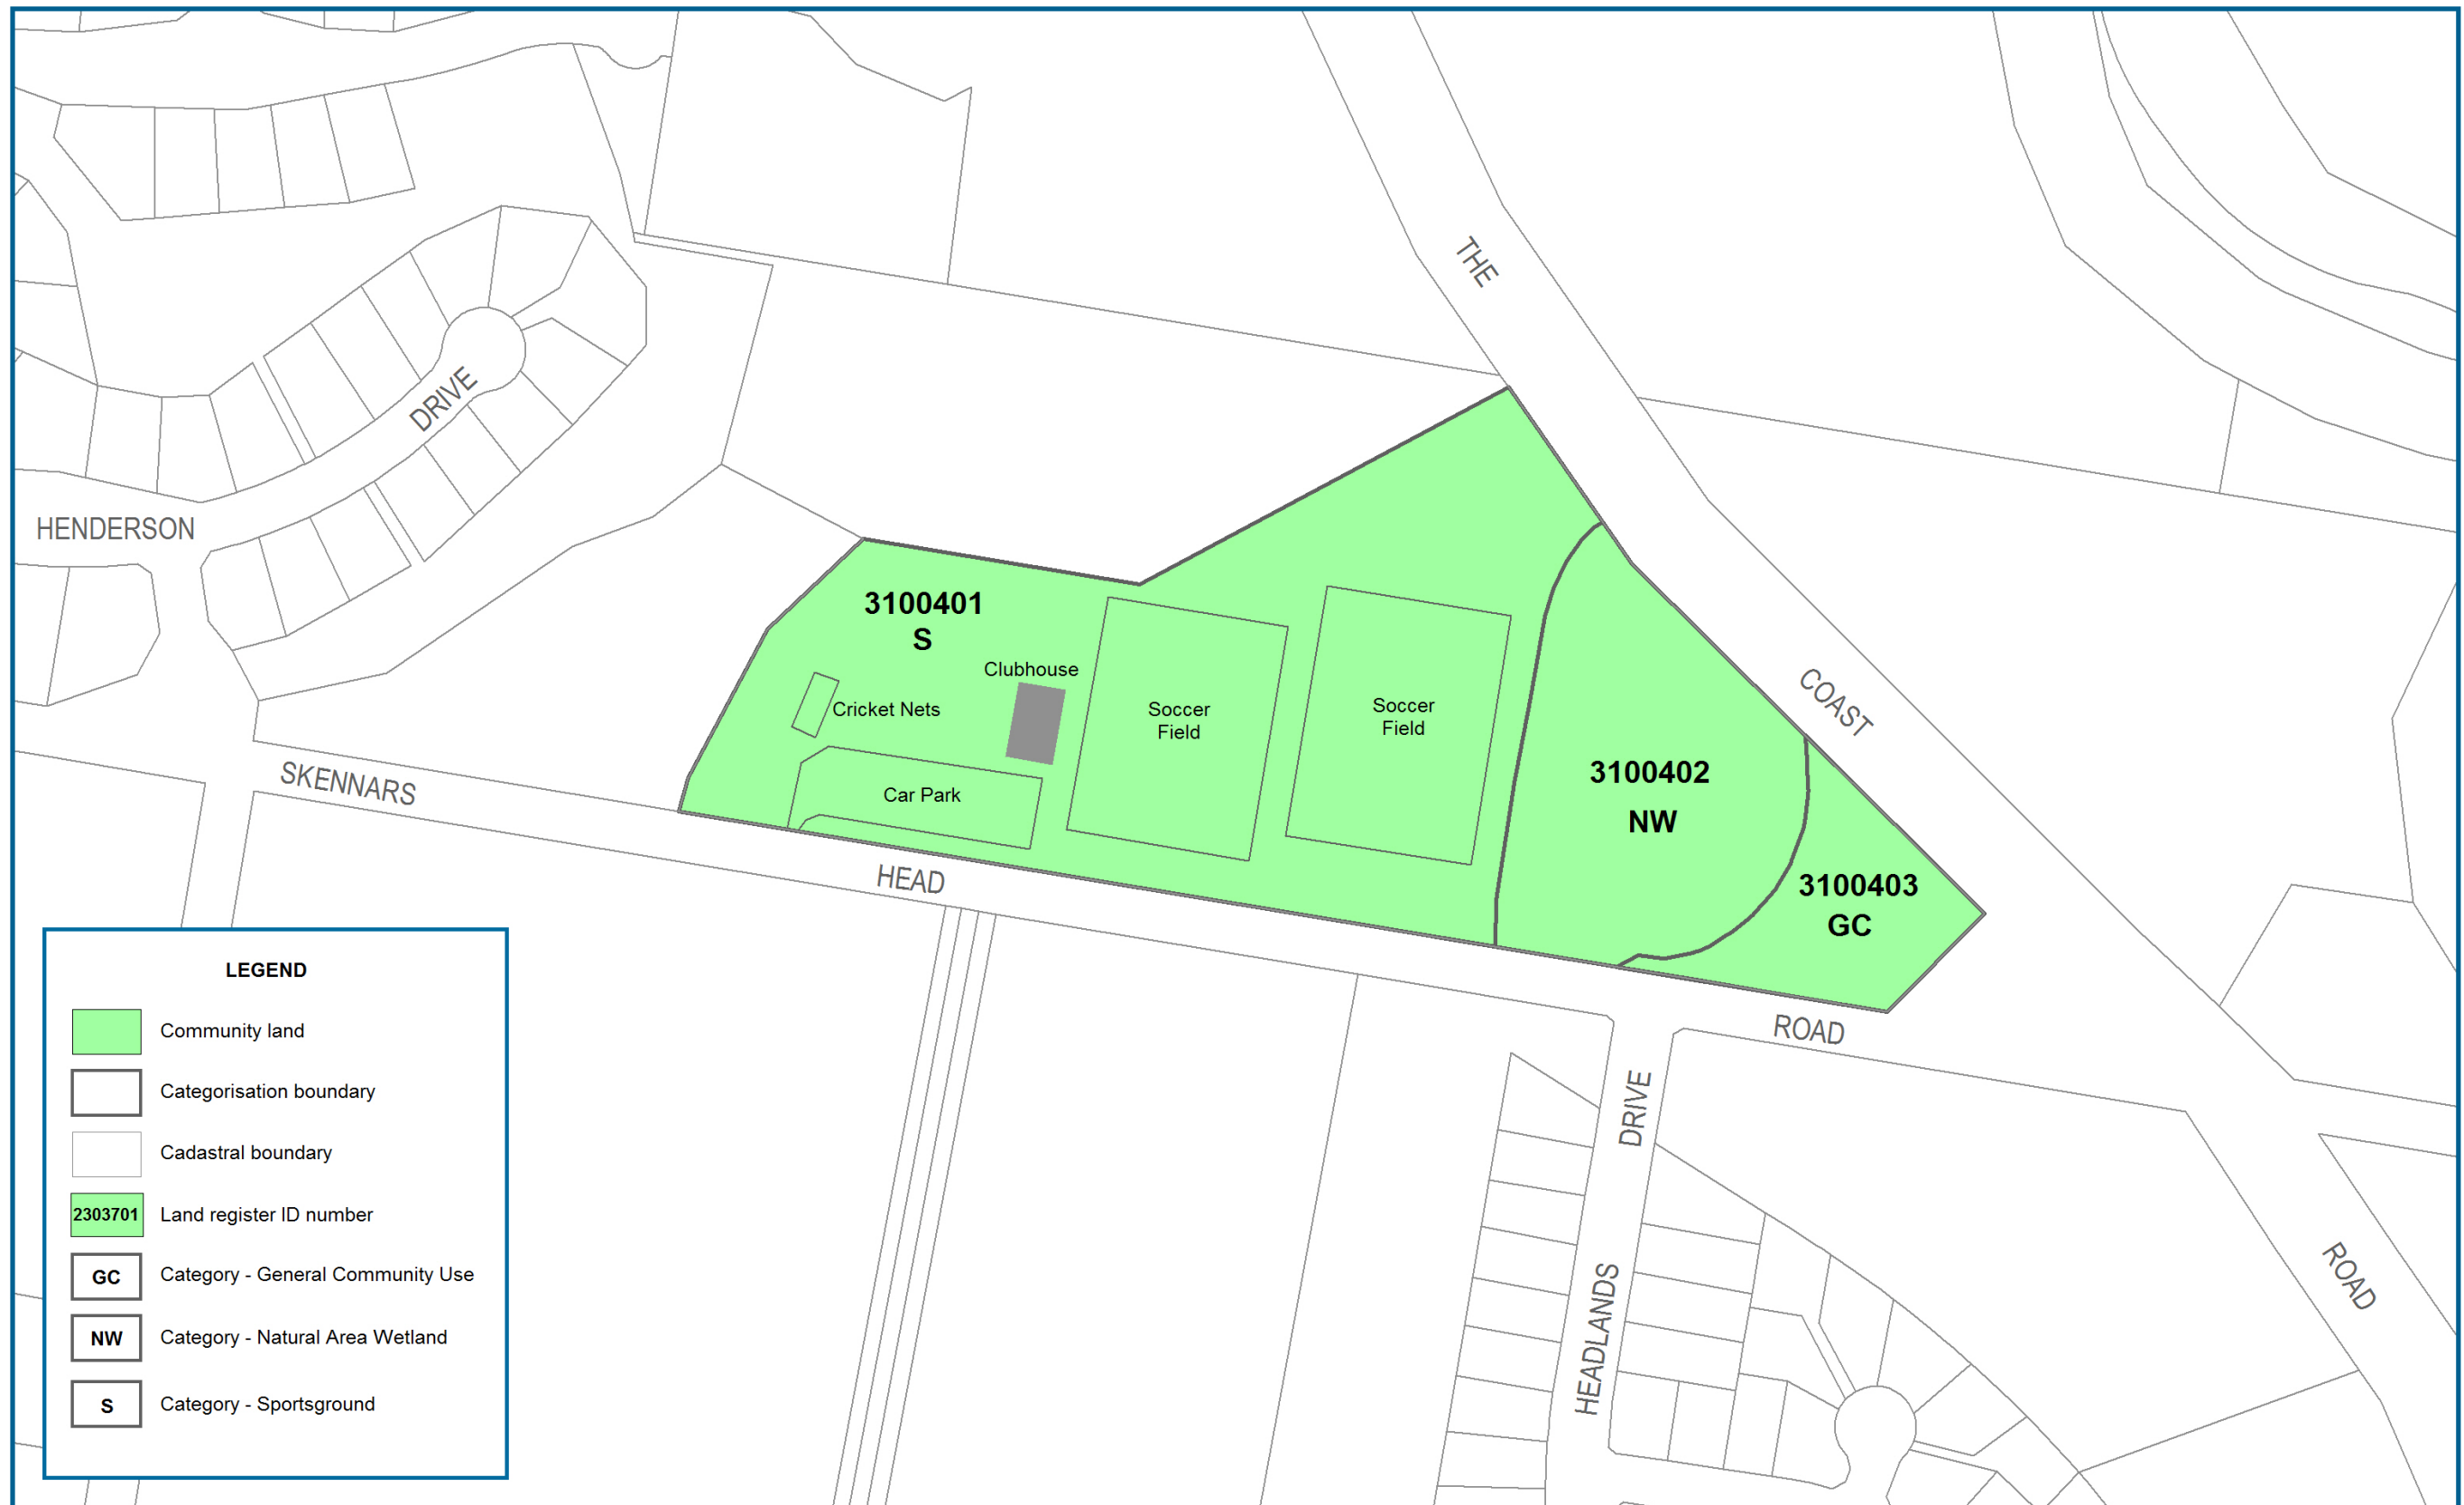 THE
DRIVE
HENDERSON
3100401
S
Clubhouse
Cricket Nets
Soccer
Field
Soccer
Field
COAST
SKENNARS
Car Park
3100402
NW
HEAD
3100403
GC
ROAD
DRIVE
HEADLANDS
ROAD
LEGEND
Community land
Categorisation boundary
Cadastral boundary
2303701 Land register ID number
GC Category - General Community Use
NW Category - Natural Area Wetland
S Category - Sportsground